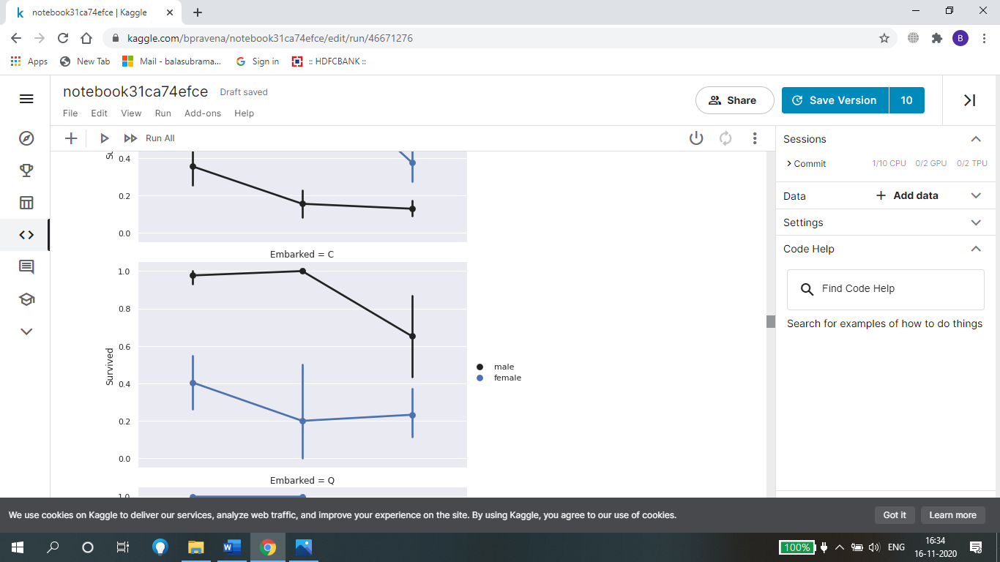 notebook31ca74efce | Kaggle
kaggle.com/bpravena/notebook31ca74efce/edit/run/46671276
B
Apps New Tab Mail - balasubrama... Sign in :: HDFCBANK ::
notebook31ca74efce Draft saved
File Edit View Run Add-ons Help
Share
Save Version 10
Run All
Sessions
Commit 1/10 CPU 0/2 GPU 0/2 TPU
Data + Add data
Settings
Code Help
Find Code Help
Search for examples of how to do things
0.4
0.2
0.0
Embarked = C
1.0
0.8
0.6
0.4
0.2
0.0
Survived
male
female
Embarked = Q
1.0
We use cookies on Kaggle to deliver our services, analyze web traffic, and improve your experience on the site. By using Kaggle, you agree to our use of cookies.
Got it Learn more
100% ENG 16:34
16-11-2020